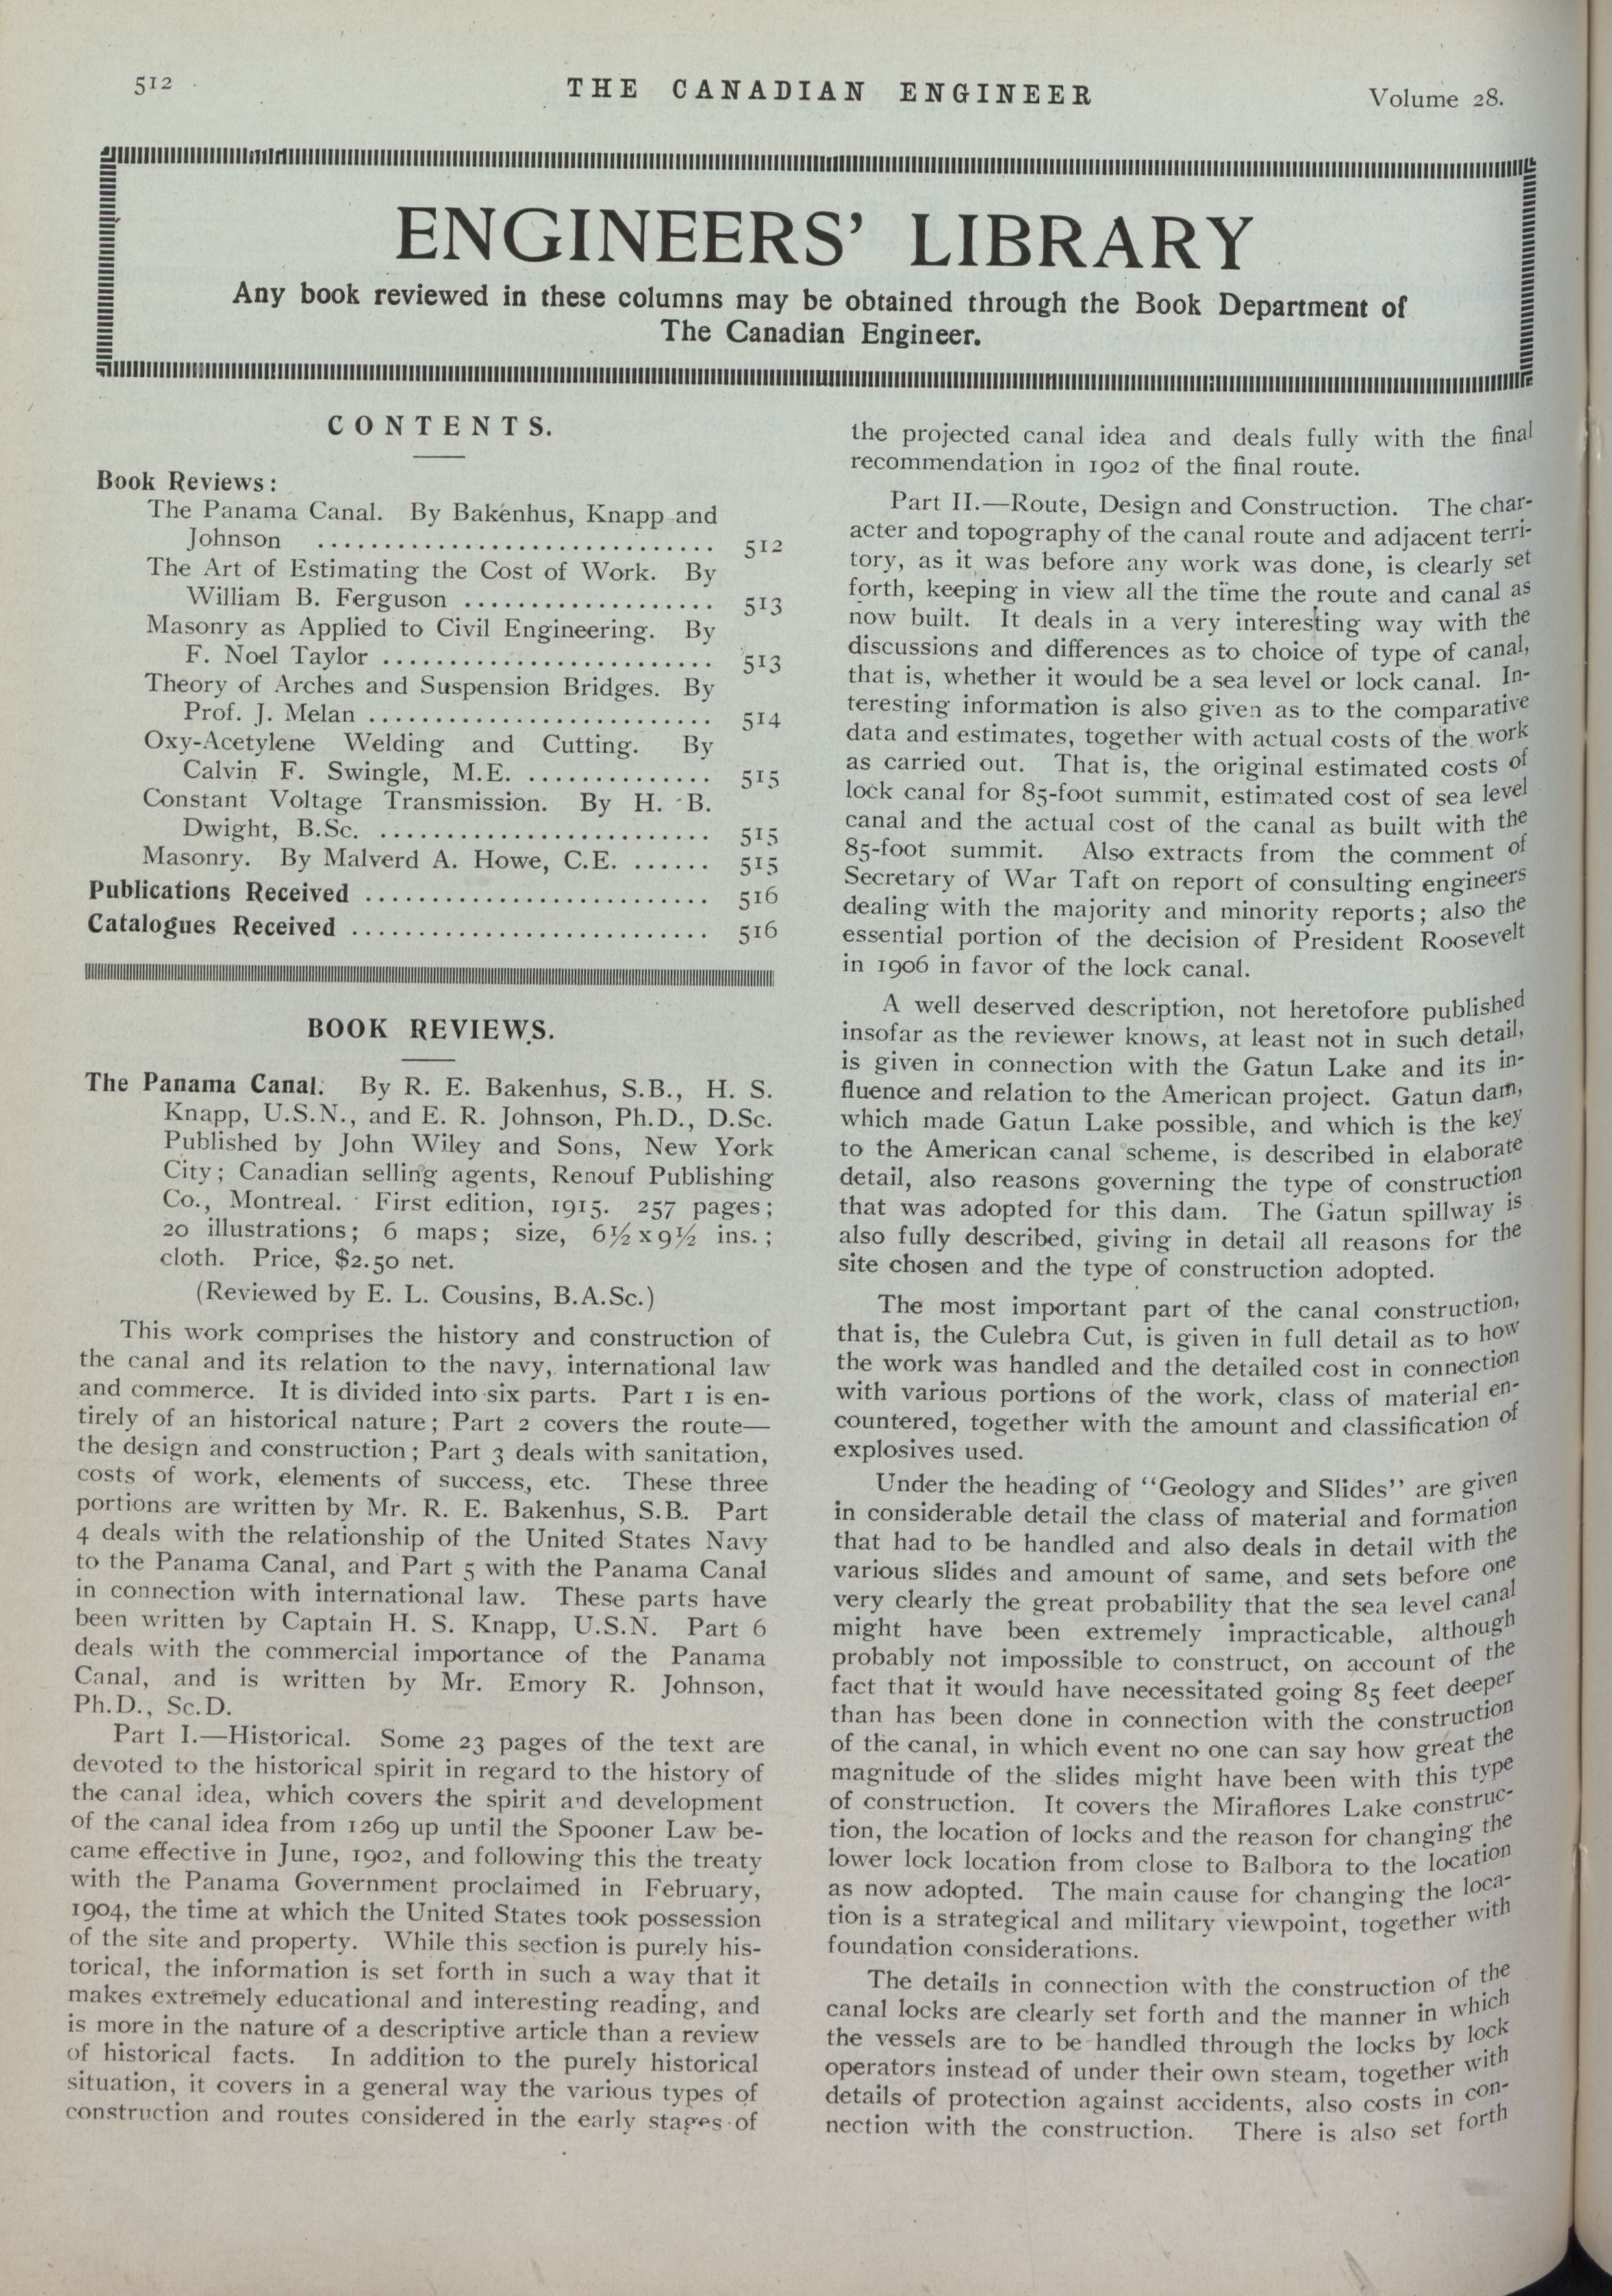 512
THE CANADIAN ENGINEER
Volume 28.
ENGINEERS' LIBRARY
Any book reviewed in these columns may be obtained through the Book Department of
The Canadian Engineer.
CONTENTS.
Book Reviews:
The Panama Canal. By Bakenhus, Knapp and
Johnson .............................. 512
The Art of Estimating the Cost of Work. By
William B. Ferguson ................... 513
Masonry as Applied to Civil Engineering. By
F. Noel Taylor ......................... 513
Theory of Arches and Suspension Bridges. By
Prof. J. Melan .......................... 514
Oxy-Acetylene Welding and Cutting. By
Calvin F. Swingle, M.E. .............. 515
Constant Voltage Transmission. By H. B.
Dwight, B.Sc. ......................... 515
Masonry. By Malverd A. Howe, C.E. ...... 515
Publications Received .......................... 516
Catalogues Received ........................... 516
BOOK REVIEWS.
The Panama Canal. By R. E. Bakenhus, S.B., H. S.
Knapp, U.S.N., and E. R. Johnson, Ph.D., D.Sc.
Published by John Wiley and Sons, New York
City; Canadian selling agents, Renouf Publishing
Co., Montreal. First edition, 1915. 257 pages;
20 illustrations; 6 maps; size, 6½ x 9½ ins.;
cloth. Price, $2.50 net.
(Reviewed by E. L. Cousins, B.A.Sc.)
This work comprises the history and construction of
the canal and its relation to the navy, international law
and commerce. It is divided into six parts. Part 1 is en-
tirely of an historical nature; Part 2 covers the route—
the design and construction; Part 3 deals with sanitation,
costs of work, elements of success, etc. These three
portions are written by Mr. R. E. Bakenhus, S.B. Part
4 deals with the relationship of the United States Navy
to the Panama Canal, and Part 5 with the Panama Canal
in connection with international law. These parts have
been written by Captain H. S. Knapp, U.S.N. Part 6
deals with the commercial importance of the Panama
Canal, and is written by Mr. Emory R. Johnson,
Ph.D., Sc.D.
Part I.—Historical. Some 23 pages of the text are
devoted to the historical spirit in regard to the history of
the canal idea, which covers the spirit and development
of the canal idea from 1269 up until the Spooner Law be-
came effective in June, 1902, and following this the treaty
with the Panama Government proclaimed in February,
1904, the time at which the United States took possession
of the site and property. While this section is purely his-
torical, the information is set forth in such a way that it
makes extremely educational and interesting reading, and
is more in the nature of a descriptive article than a review
of historical facts. In addition to the purely historical
situation, it covers in a general way the various types of
construction and routes considered in the early stages of
the projected canal idea and deals fully with the final
recommendation in 1902 of the final route.
Part II.—Route, Design and Construction. The char-
acter and topography of the canal route and adjacent terri-
tory, as it was before any work was done, is clearly set
forth, keeping in view all the time the route and canal as
now built. It deals in a very interesting way with the
discussions and differences as to choice of type of canal,
that is, whether it would be a sea level or lock canal. In-
teresting information is also given as to the comparative
data and estimates, together with actual costs of the work
as carried out. That is, the original estimated costs of
lock canal for 85-foot summit, estimated cost of sea level
canal and the actual cost of the canal as built with the
85-foot summit. Also extracts from the comment of
Secretary of War Taft on report of consulting engineers
dealing with the majority and minority reports; also the
essential portion of the decision of President Roosevelt
in 1906 in favor of the lock canal.
A well deserved description, not heretofore published
insofar as the reviewer knows, at least not in such detail,
is given in connection with the Gatun Lake and its in-
fluence and relation to the American project. Gatun dam,
which made Gatun Lake possible, and which is the key
to the American canal scheme, is described in elaborate
detail, also reasons governing the type of construction
that was adopted for this dam. The Gatun spillway is
also fully described, giving in detail all reasons for the
site chosen and the type of construction adopted.
The most important part of the canal construction,
that is, the Culebra Cut, is given in full detail as to how
the work was handled and the detailed cost in connection
with various portions of the work, class of material en-
countered, together with the amount and classification of
explosives used.
Under the heading of "Geology and Slides" are given
in considerable detail the class of material and formation
that had to be handled and also deals in detail with the
various slides and amount of same, and sets before one
very clearly the great probability that the sea level canal
might have been extremely impracticable, although
probably not impossible to construct, on account of the
fact that it would have necessitated going 85 feet deeper
than has been done in connection with the construction
of the canal, in which event no one can say how great the
magnitude of the slides might have been with this type
of construction. It covers the Miraflores Lake construc-
tion, the location of locks and the reason for changing the
lower lock location from close to Balbora to the location
as now adopted. The main cause for changing the loca-
tion is a strategical and military viewpoint, together with
foundation considerations.
The details in connection with the construction of the
canal locks are clearly set forth and the manner in which
the vessels are to be handled through the locks by lock
operators instead of under their own steam, together with
details of protection against accidents, also costs in con-
nection with the construction. There is also set forth